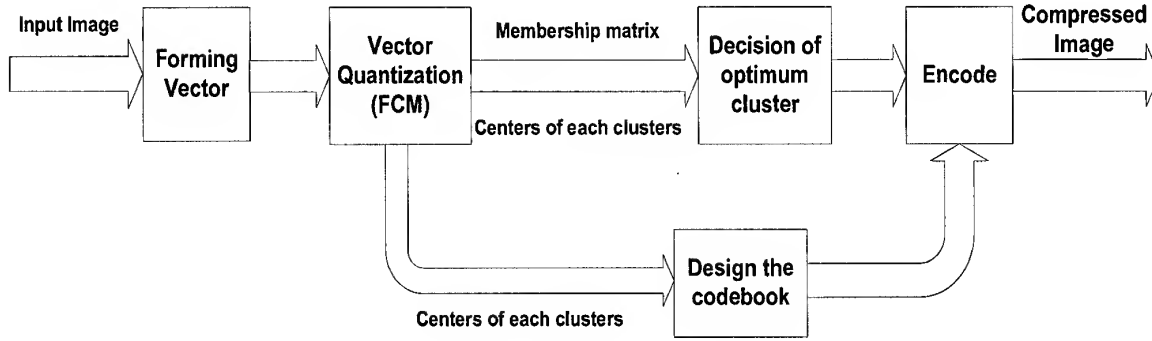 Input Image
Forming
Vector
Vector
Quantization
(FCM)
Membership matrix
Centers of each clusters
Decision of
optimum
cluster
Encode
Compressed
Image
Design the
codebook
Centers of each clusters